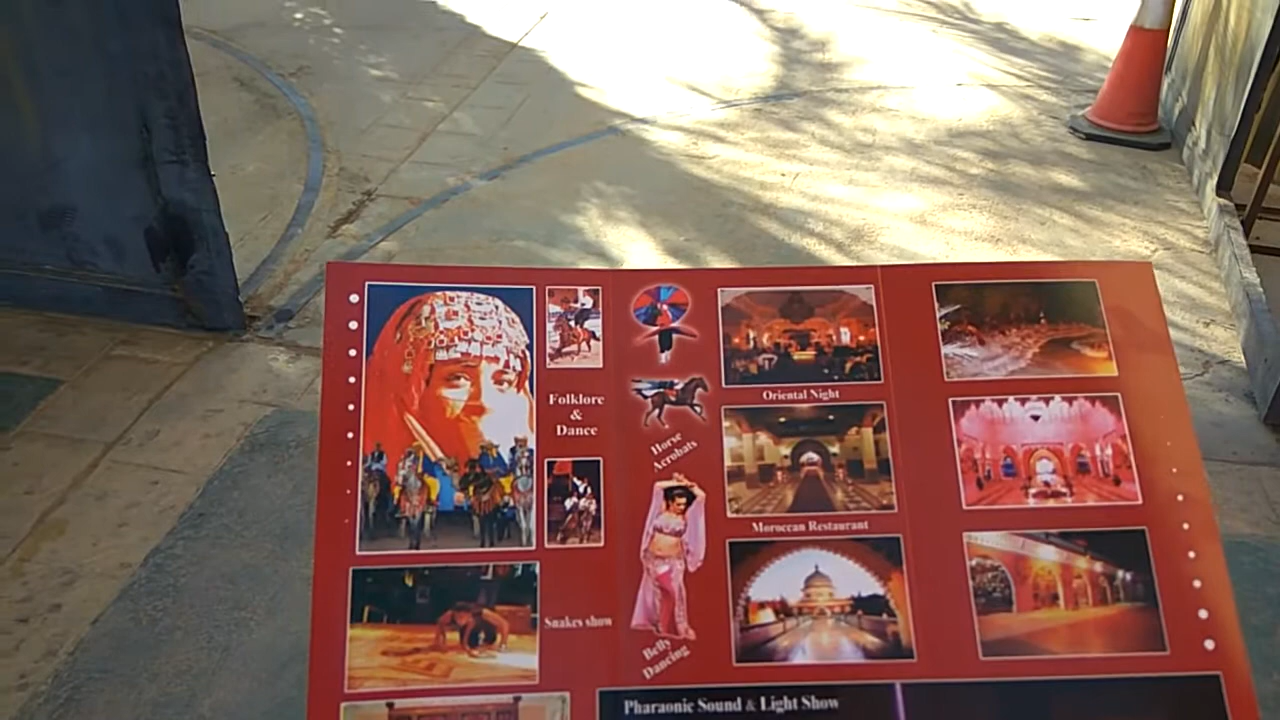 Folklore
&
Dance
Horse
Acrobats
Oriental Night
Moroccan Restaurant
Snakes show
Belly
Dancing
Pharaonic Sound & Light Show